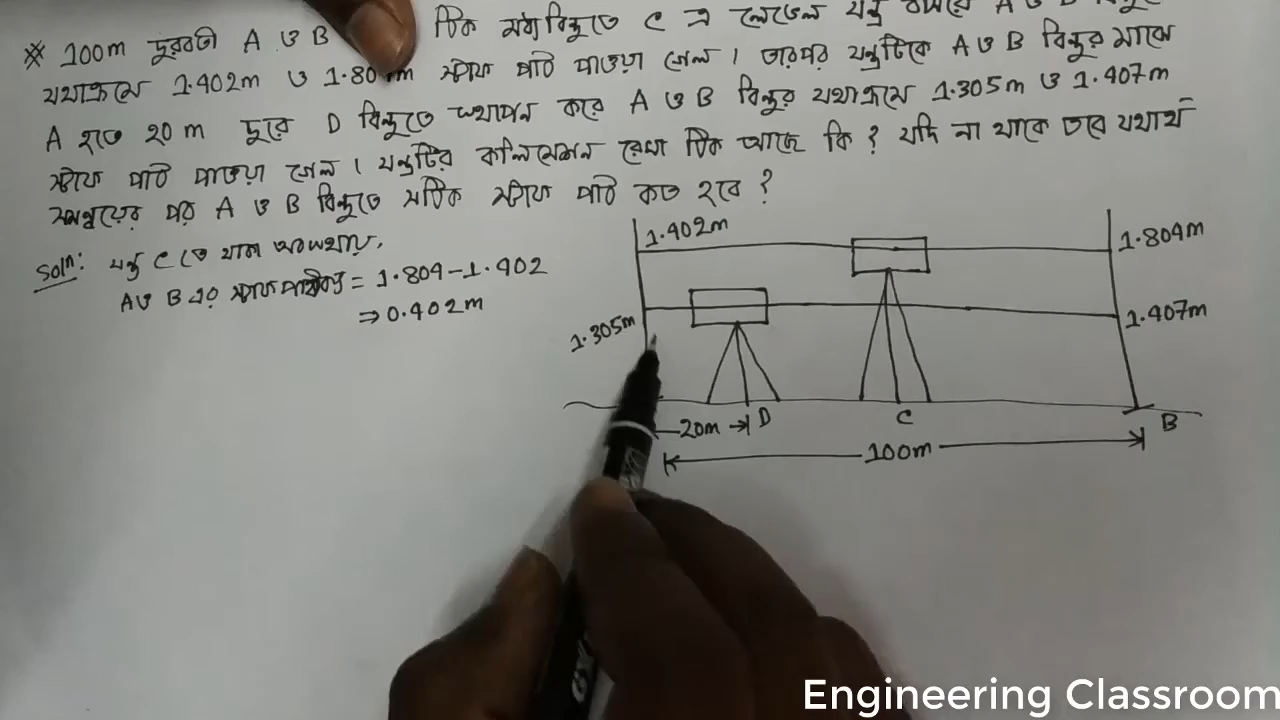 * 100m দূরবর্তী A ও B ঠিক মধ্যবিন্দুতে C এ লেভেল যন্ত্র বসিয়ে A ও B
যথাক্রমে 1.402m ও 1.80 m স্টাফ পাঠ পাওয়া গেল। তারপর যন্ত্রটিকে A ও B বিন্দুর মাঝে
A হতে 20m দুরে D বিন্দুতে স্থাপন করে A ও B বিন্দুর যথাক্রমে 1.305m ও 1.407m
স্টাফ পাঠ পাওয়া গেল। যন্ত্রটির কলিমেশন রেখা ঠিক আছে কি? যদি না থাকে তবে যথার্থ
সমন্বয়ের পর A ও B বিন্দুতে সঠিক স্টাফ পাঠ কত হবে?
Soln: যন্ত্র C তে থাকা অবস্থায়,
A ও B এর স্টাফ = 1.804-1.402
⇒ 0.402m
1.402m
1.804m
1.305m
1.407m
20m
D
C
B
100m
Engineering Classroom